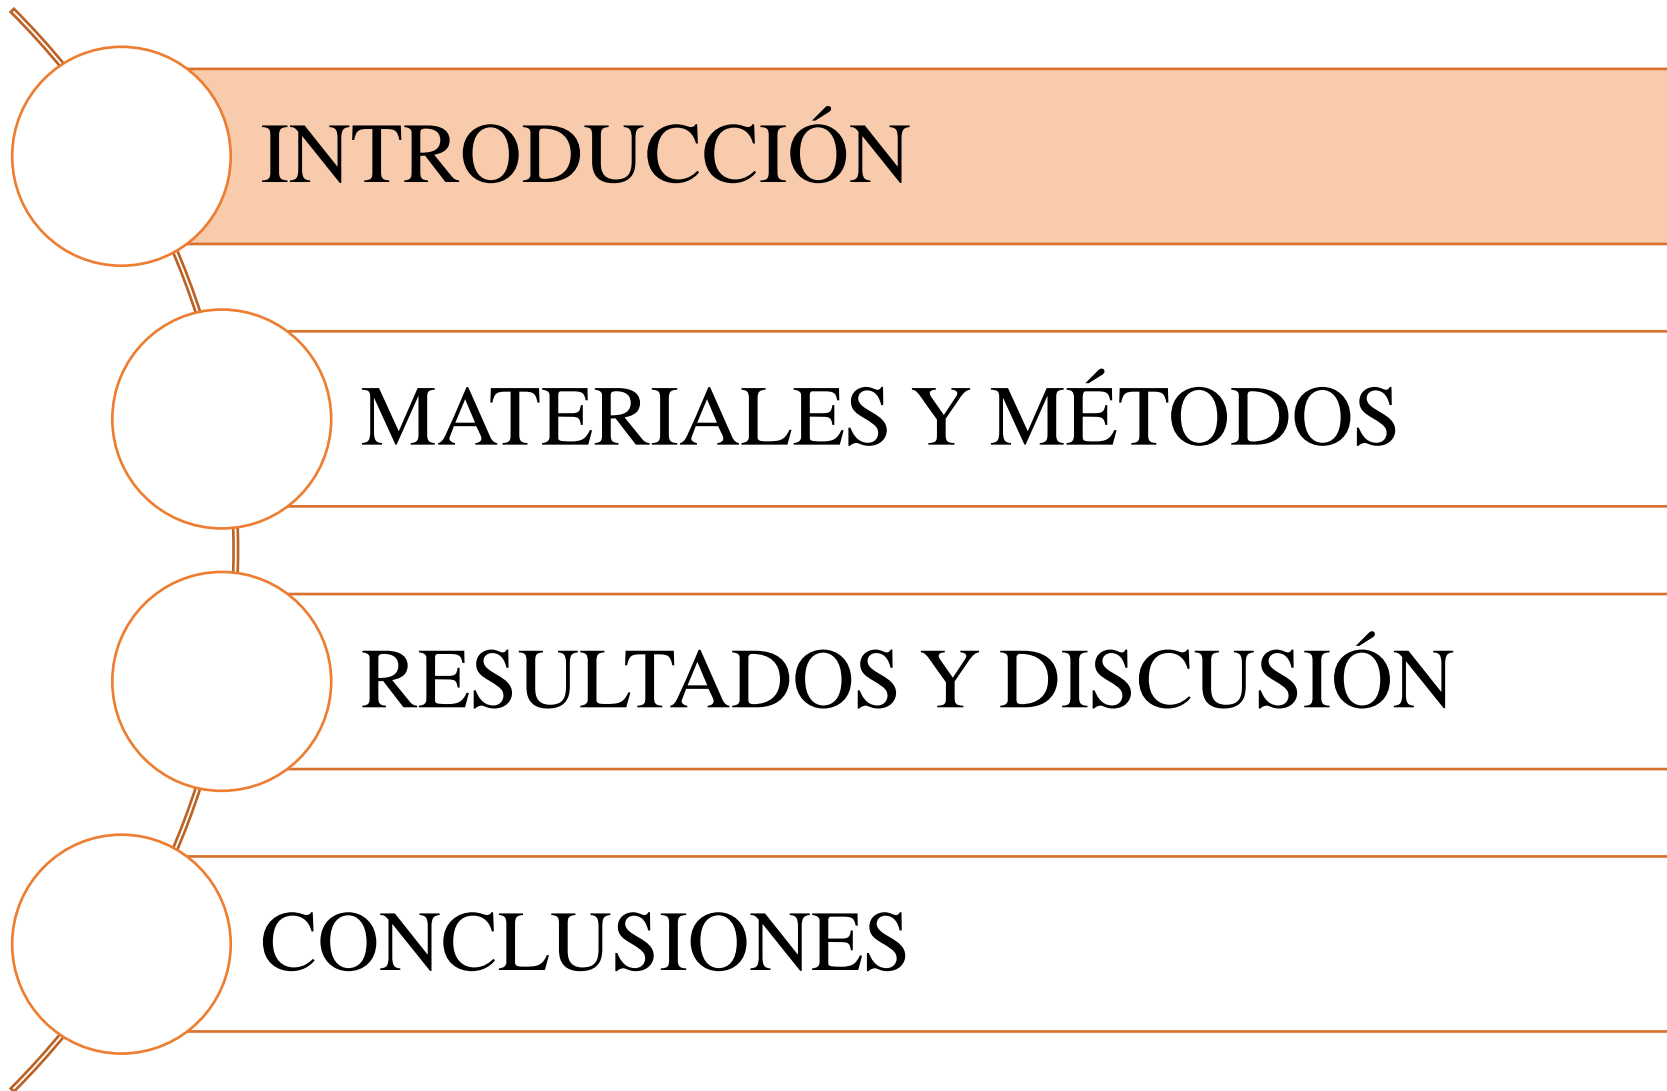 INTRODUCCIÓN
MATERIALES Y MÉTODOS
RESULTADOS Y DISCUSIÓN
CONCLUSIONES